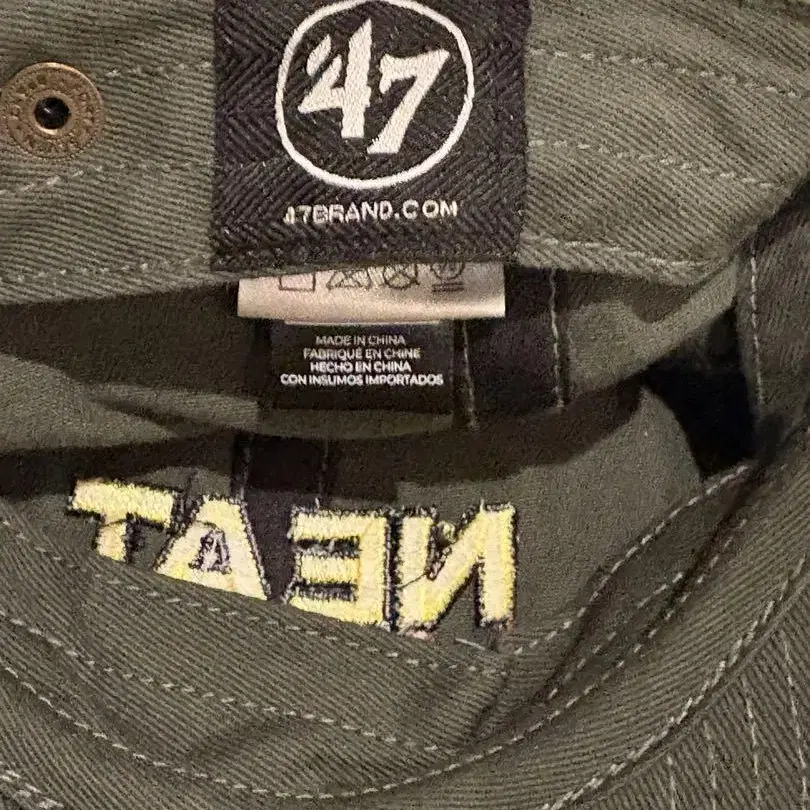 '47
47BRAND.COM
MADE IN CHINA
FABRIQUÉ EN CHINE
HECHO EN CHINA
CON INSUMOS IMPORTADOS
NEAT